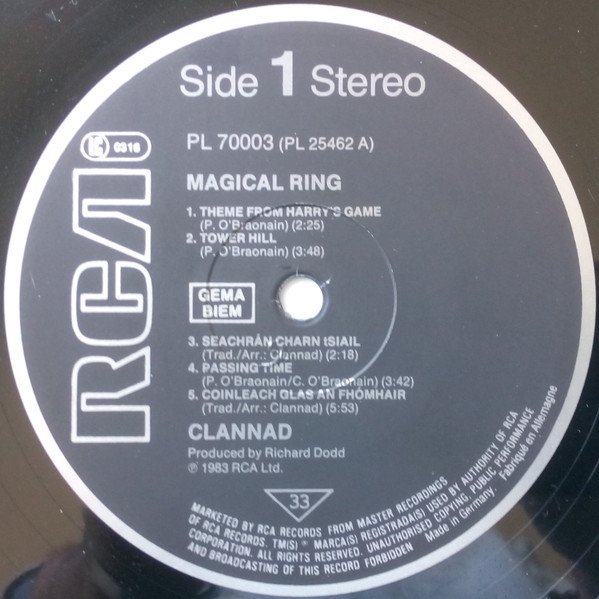 Side 1 Stereo
PL 70003 (PL 25462 A)
LC 0316
RCA
MAGICAL RING
1. THEME FROM HARRY'S GAME
(P. O'Braonain) (2:25)
2. TOWER HILL
(P. O'Braonain) (3:48)
GEMA
BIEM
3. SEACHRÁN CHARN tSIAIL
(Trad./Arr.: Clannad) (2:18)
4. PASSING TIME
(P. O'Braonain/C. O'Braonain) (3:42)
5. COINLEACH GLAS AN FHÓMHAIR
(Trad./Arr.: Clannad) (5:53)
CLANNAD
Produced by Richard Dodd
℗ 1983 RCA Ltd.
33
MARKETED BY RCA RECORDS FROM MASTER RECORDINGS
OF RCA RECORDS. TM(S) ® MARCA(S) REGISTRADA(S) USED BY AUTHORITY OF RCA
CORPORATION. ALL RIGHTS RESERVED. UNAUTHORISED COPYING, PUBLIC PERFORMANCE
AND BROADCASTING OF THIS RECORD FORBIDDEN
Made in Germany. Fabriqué en Allemagne